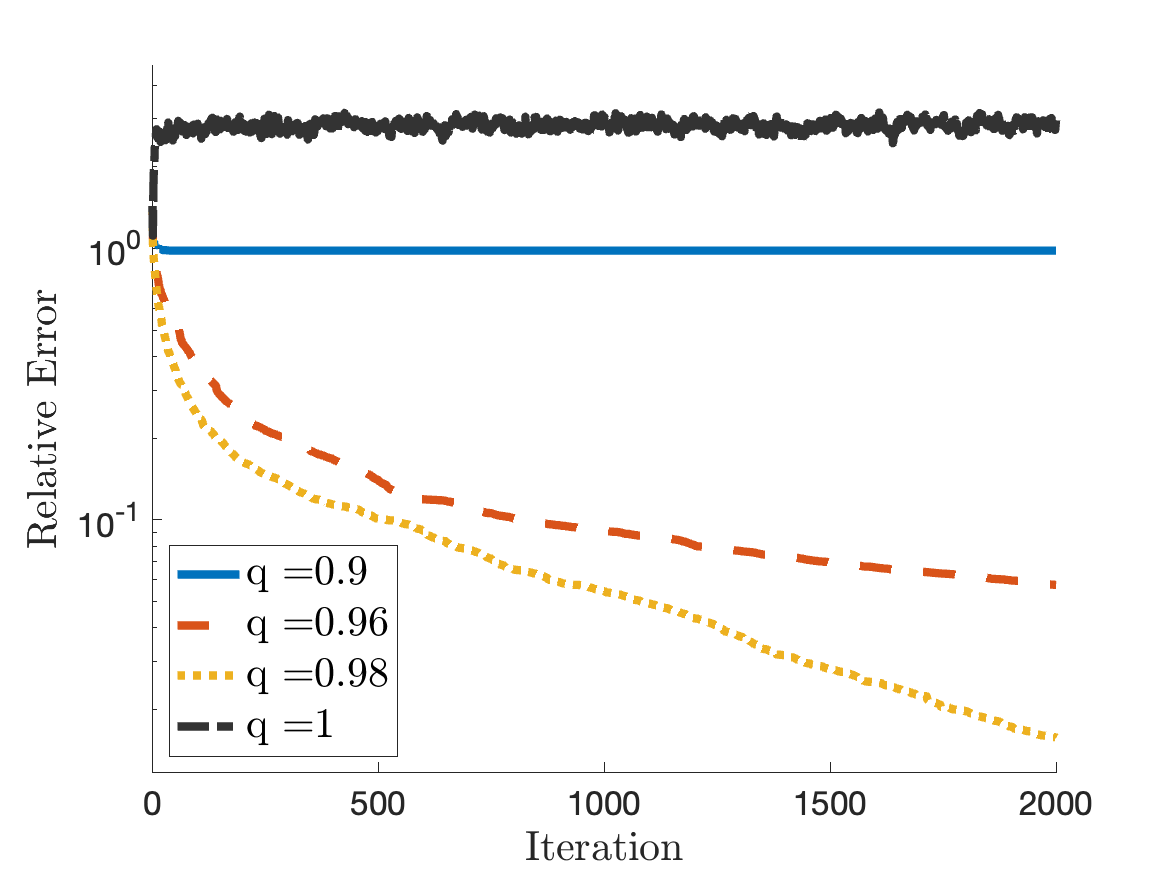 10^0
10^-1
Relative Error
q =0.9
q =0.96
q =0.98
q =1
0 500 1000 1500 2000
Iteration